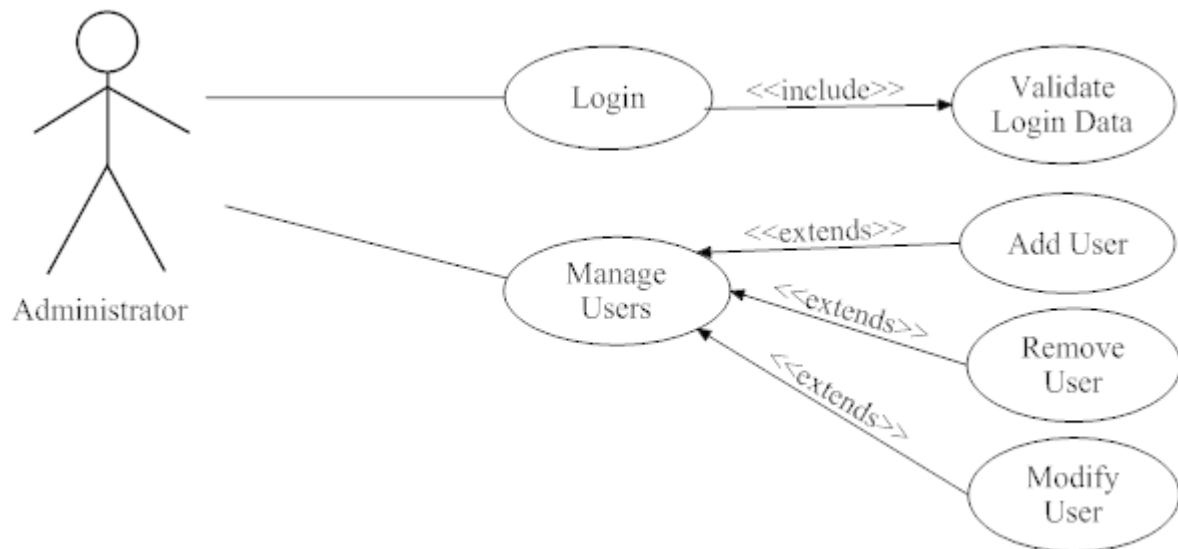 Administrator
Login
<<include>>
Validate
Login Data
Manage
Users
<<extends>>
Add User
<<extends>>
Remove
User
<<extends>>
Modify
User